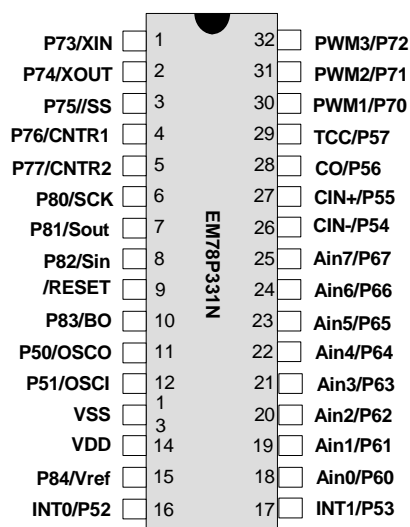 P73/XIN 1 32 PWM3/P72
P74/XOUT 2 31 PWM2/P71
P75//SS 3 30 PWM1/P70
P76/CNTR1 4 29 TCC/P57
P77/CNTR2 5 28 CO/P56
P80/SCK 6 27 CIN+/P55
P81/Sout 7 26 CIN-/P54
P82/Sin 8 25 Ain7/P67
/RESET 9 24 Ain6/P66
P83/BO 10 23 Ain5/P65
P50/OSCO 11 22 Ain4/P64
P51/OSCI 12 21 Ain3/P63
VSS 1
3 20 Ain2/P62
VDD 14 19 Ain1/P61
P84/Vref 15 18 Ain0/P60
INT0/P52 16 17 INT1/P53
EM78P331N